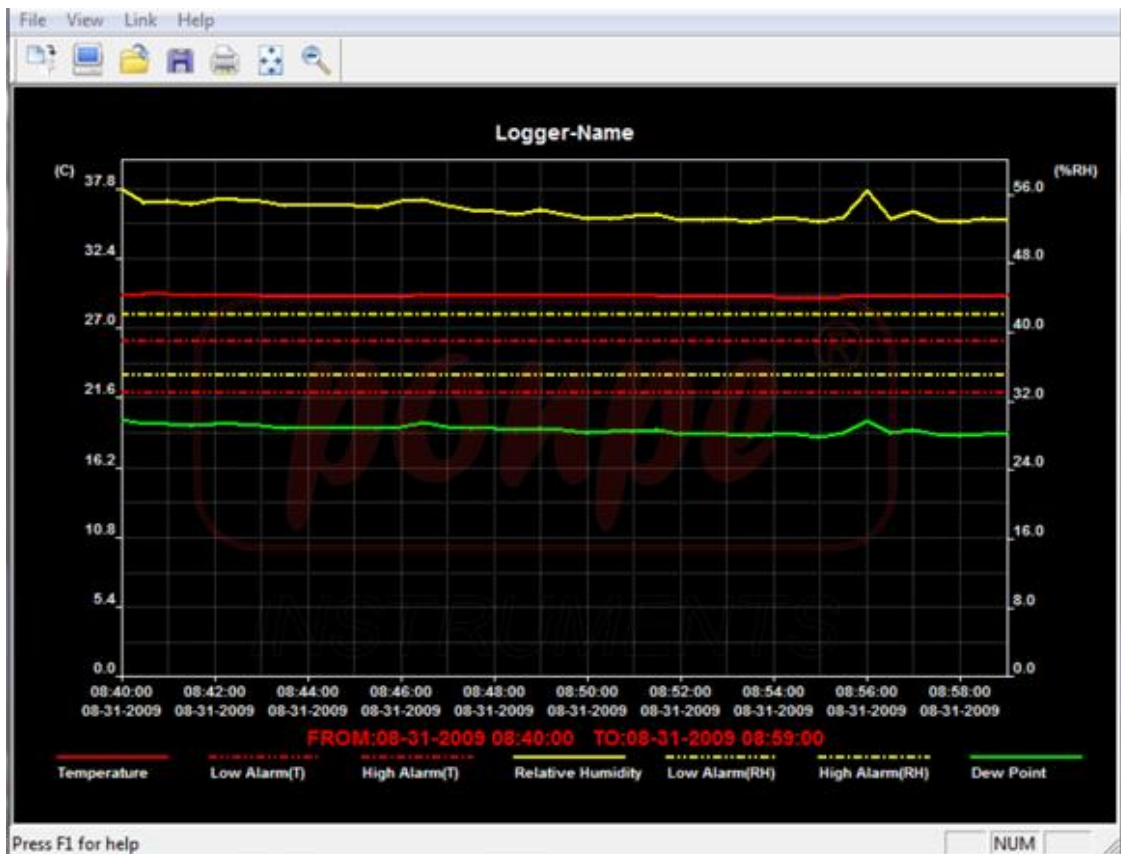 File View Link Help
Logger-Name
(C) (%RH)
37.8 56.0
32.4 48.0
27.0 40.0
21.6 32.0
16.2 24.0
10.8 16.0
5.4 8.0
0.0 0.0
ponpe ®
INSTRUMENTS
08:40:00 08:42:00 08:44:00 08:46:00 08:48:00 08:50:00 08:52:00 08:54:00 08:56:00 08:58:00
08-31-2009 08-31-2009 08-31-2009 08-31-2009 08-31-2009 08-31-2009 08-31-2009 08-31-2009 08-31-2009 08-31-2009
FROM:08-31-2009 08:40:00 TO:08-31-2009 08:59:00
Temperature Low Alarm(T) High Alarm(T) Relative Humidity Low Alarm(RH) High Alarm(RH) Dew Point
Press F1 for help NUM